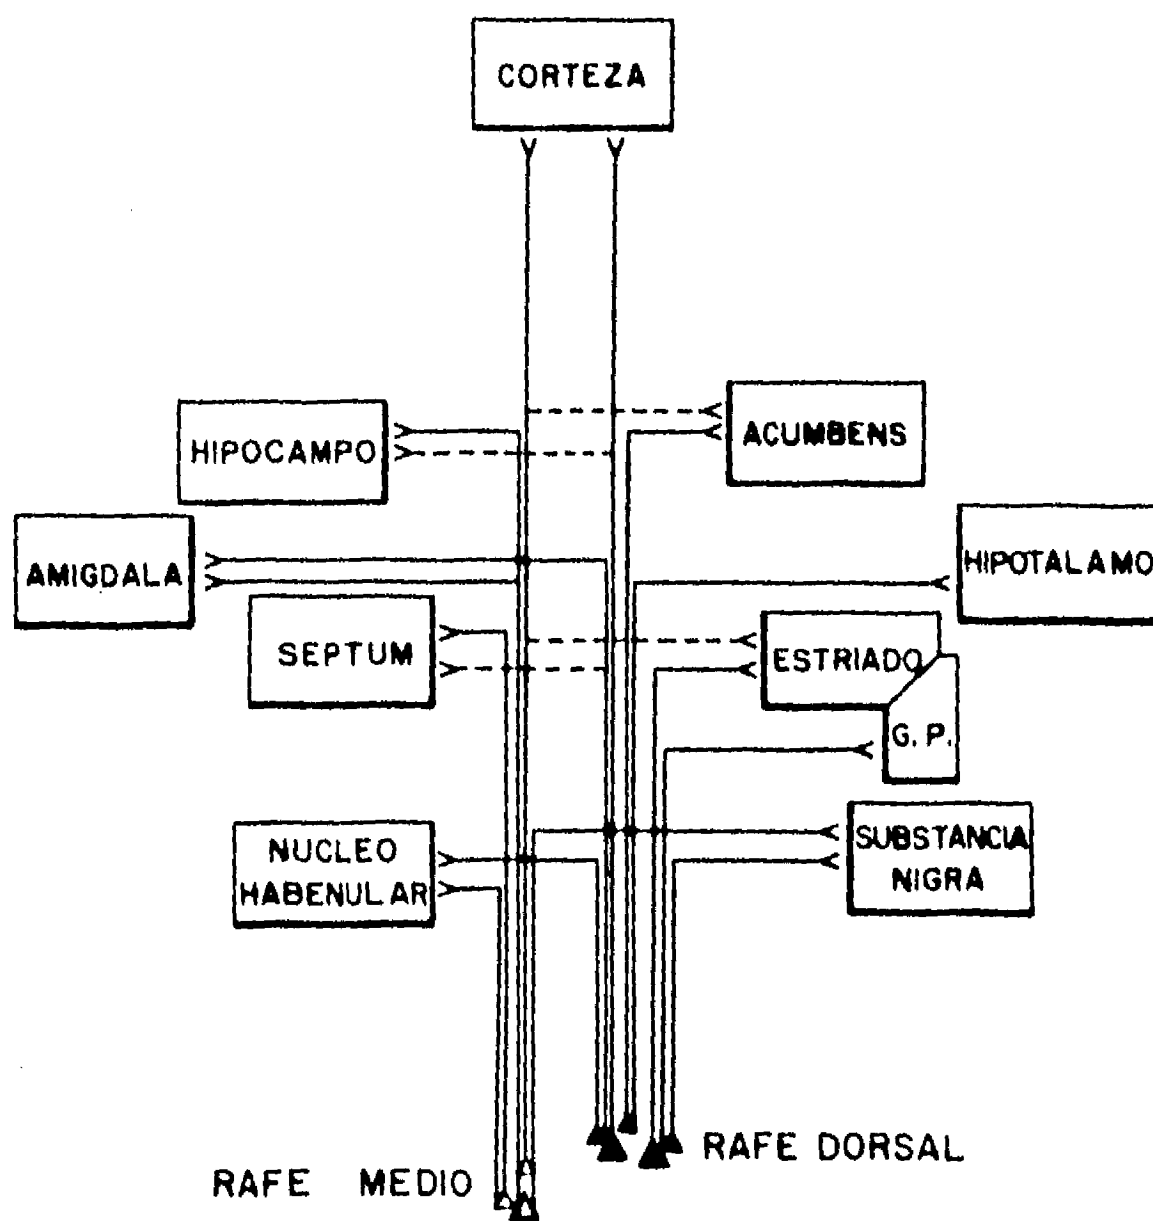 CORTEZA
HIPOCAMPO
ACUMBENS
AMIGDALA
HIPOTALAMO
SEPTUM
ESTRIADO
G. P.
NUCLEO
HABENULAR
SUBSTANCIA
NIGRA
RAFE DORSAL
RAFE MEDIO